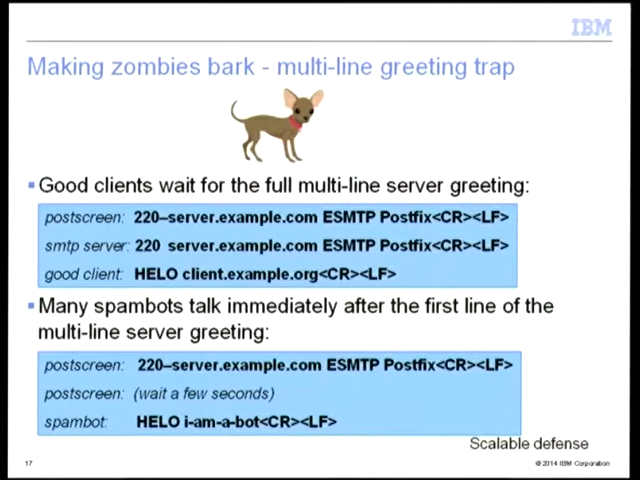 IBM
Making zombies bark - multi-line greeting trap
▪Good clients wait for the full multi-line server greeting:
postscreen: 220–server.example.com ESMTP Postfix<CR><LF>
smtp server: 220 server.example.com ESMTP Postfix<CR><LF>
good client: HELO client.example.org<CR><LF>
▪Many spambots talk immediately after the first line of the
multi-line server greeting:
postscreen: 220–server.example.com ESMTP Postfix<CR><LF>
postscreen: (wait a few seconds)
spambot: HELO i-am-a-bot<CR><LF>
Scalable defense
17
© 2014 IBM Corporation